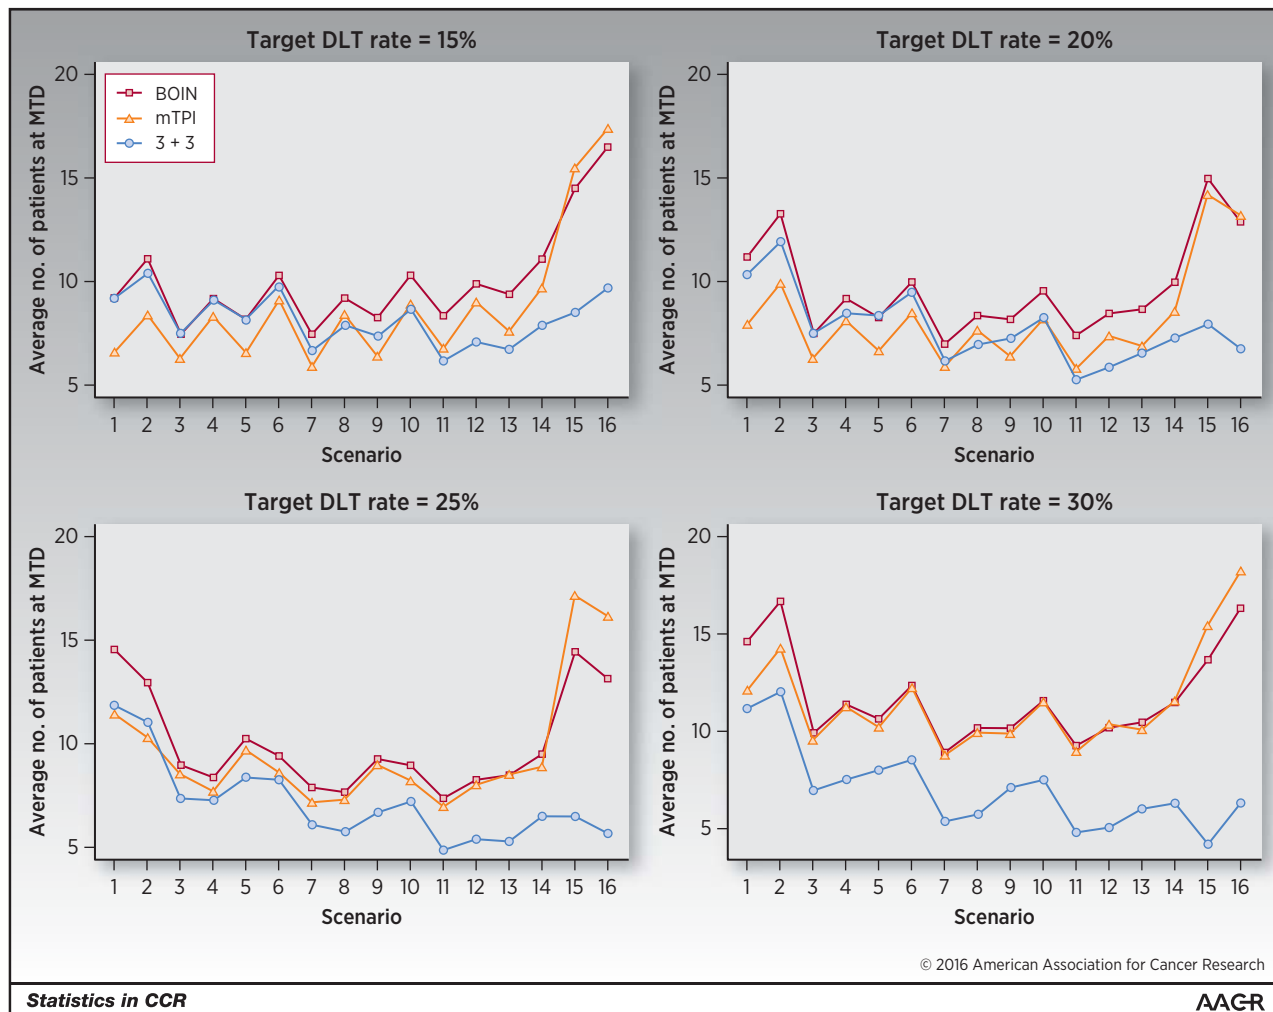 Target DLT rate = 15%
Average no. of patients at MTD
20
15
10
5
BOIN
mTPI
3 + 3
1 2 3 4 5 6 7 8 9 10 11 12 13 14 15 16
Scenario
Target DLT rate = 20%
Average no. of patients at MTD
20
15
10
5
1 2 3 4 5 6 7 8 9 10 11 12 13 14 15 16
Scenario
Target DLT rate = 25%
Average no. of patients at MTD
20
15
10
5
1 2 3 4 5 6 7 8 9 10 11 12 13 14 15 16
Scenario
Target DLT rate = 30%
Average no. of patients at MTD
20
15
10
5
1 2 3 4 5 6 7 8 9 10 11 12 13 14 15 16
Scenario
© 2016 American Association for Cancer Research
Statistics in CCR
AACR